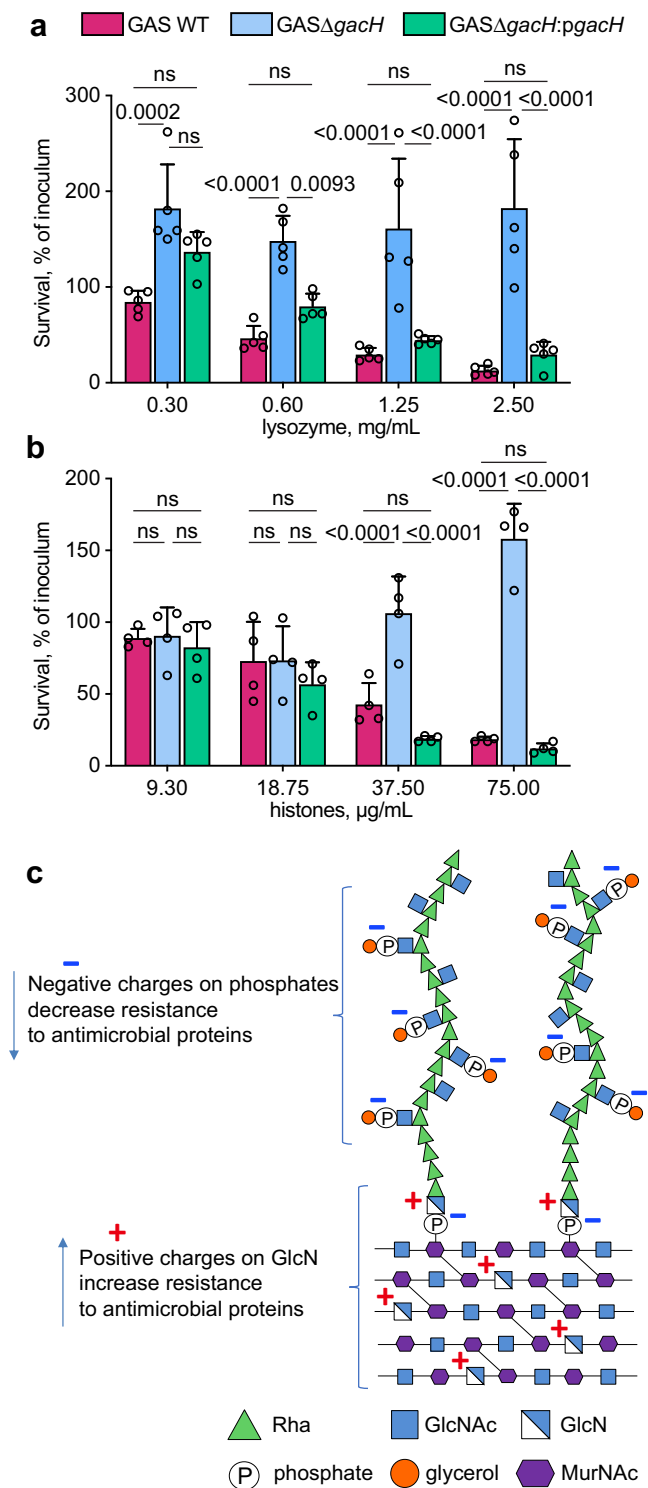 a
GAS WT GASΔgacH GASΔgacH:pgacH
ns ns ns ns
<0.0001 <0.0001
0.0002 <0.0001 <0.0001
ns
<0.0001 0.0093
300
200
100
0
Survival, % of inoculum
0.30 0.60 1.25 2.50
lysozyme, mg/mL
b
ns
<0.0001 <0.0001
ns ns ns
ns ns ns ns <0.0001 <0.0001
200
150
100
50
0
Survival, % of inoculum
9.30 18.75 37.50 75.00
histones, µg/mL
c
−
Negative charges on phosphates
decrease resistance
to antimicrobial proteins
+
Positive charges on GlcN
increase resistance
to antimicrobial proteins
P P
P P
P P
P P
P P
Rha GlcNAc GlcN
P phosphate glycerol MurNAc